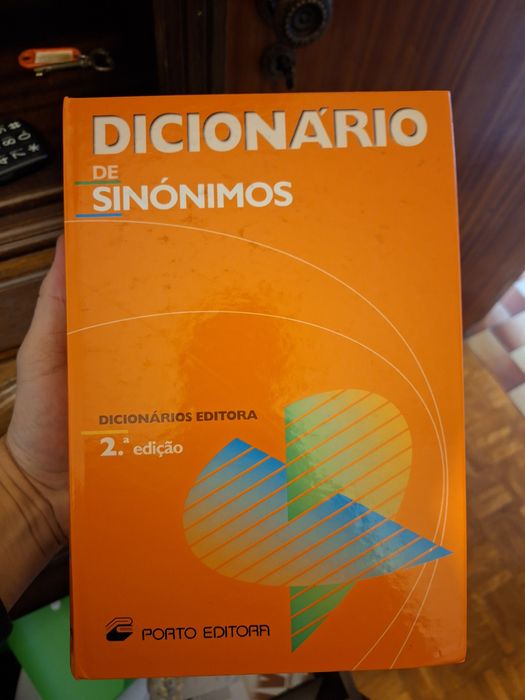 DICIONÁRIO
DE
SINÓNIMOS
DICIONÁRIOS EDITORA
2.ª edição
PORTO EDITORA